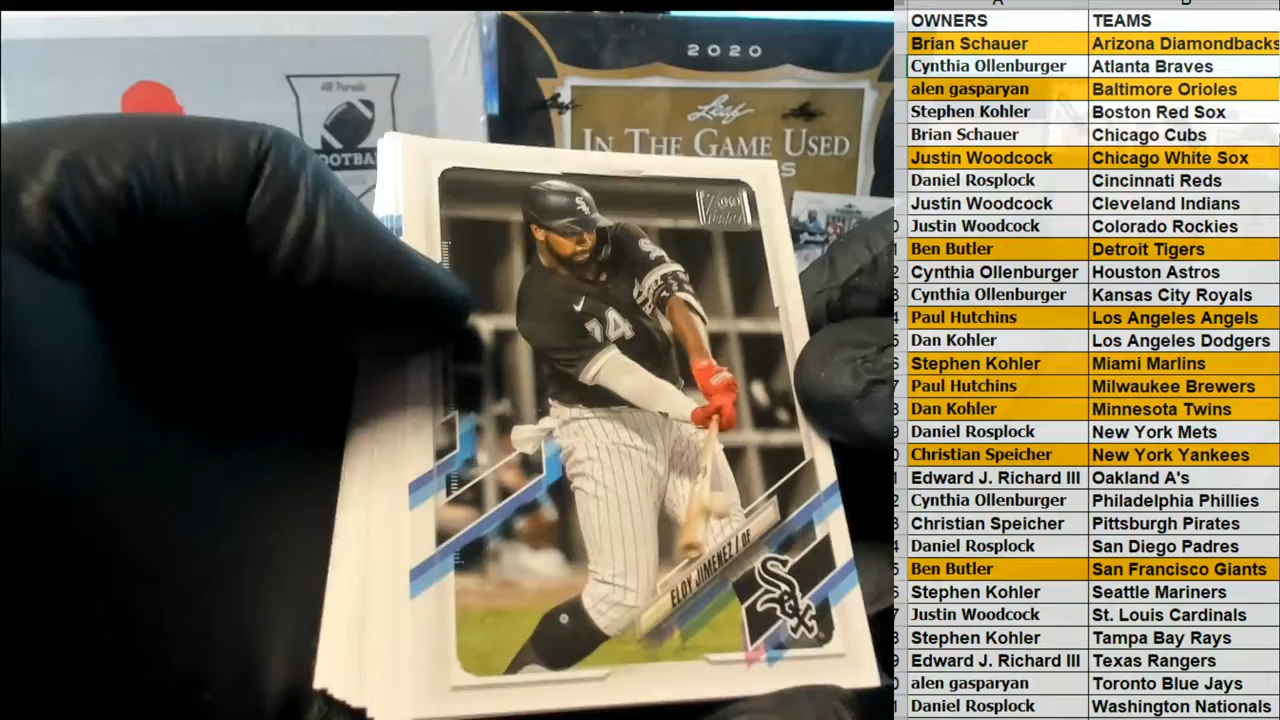 2020
Leaf
IN THE GAME USED
Sox
74
ELOY JIMENEZ / OF
Sox
OWNERS TEAMS
Brian Schauer Arizona Diamondbacks
Cynthia Ollenburger Atlanta Braves
alen gasparyan Baltimore Orioles
Stephen Kohler Boston Red Sox
Brian Schauer Chicago Cubs
Justin Woodcock Chicago White Sox
Daniel Rosplock Cincinnati Reds
Justin Woodcock Cleveland Indians
Justin Woodcock Colorado Rockies
Ben Butler Detroit Tigers
Cynthia Ollenburger Houston Astros
Cynthia Ollenburger Kansas City Royals
Paul Hutchins Los Angeles Angels
Dan Kohler Los Angeles Dodgers
Stephen Kohler Miami Marlins
Paul Hutchins Milwaukee Brewers
Dan Kohler Minnesota Twins
Daniel Rosplock New York Mets
Christian Speicher New York Yankees
Edward J. Richard III Oakland A's
Cynthia Ollenburger Philadelphia Phillies
Christian Speicher Pittsburgh Pirates
Daniel Rosplock San Diego Padres
Ben Butler San Francisco Giants
Stephen Kohler Seattle Mariners
Justin Woodcock St. Louis Cardinals
Stephen Kohler Tampa Bay Rays
Edward J. Richard III Texas Rangers
alen gasparyan Toronto Blue Jays
Daniel Rosplock Washington Nationals